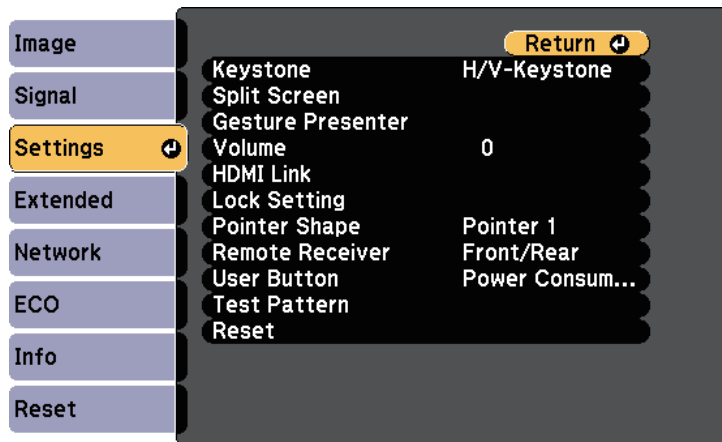 Image
Signal
Settings
Extended
Network
ECO
Info
Reset
Return
Keystone H/V-Keystone
Split Screen
Gesture Presenter
Volume 0
HDMI Link
Lock Setting
Pointer Shape Pointer 1
Remote Receiver Front/Rear
User Button Power Consum...
Test Pattern
Reset